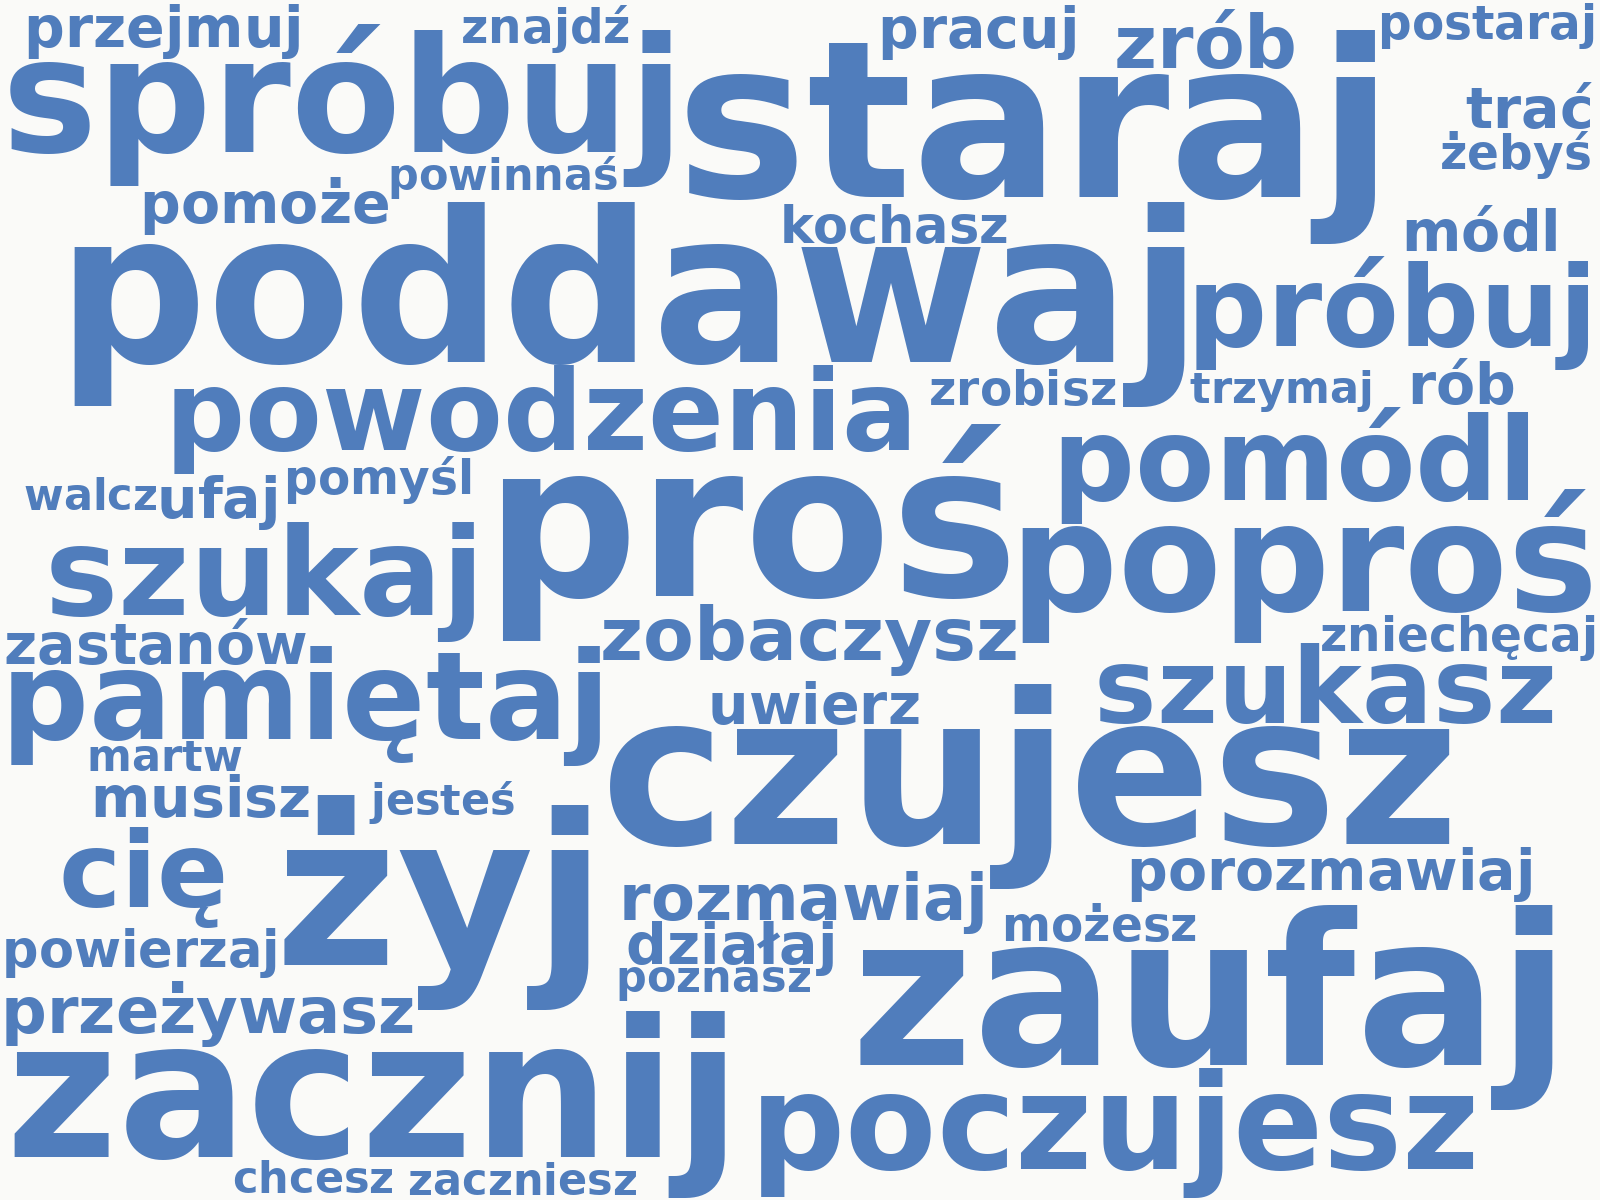 przejmuj
znajdź
pracuj
zrób
postaraj
spróbuj
staraj
trać
żebyś
powinnaś
pomoże
kochasz
módl
poddawaj
próbuj
powodzenia
zrobisz
trzymaj
rób
pomódl
walcz
ufaj
pomyśl
proś
poproś
szukaj
zastanów
zobaczysz
zniechęcaj
pamiętaj
uwierz
szukasz
martw
czujesz
musisz
jesteś
cię
żyj
porozmawiaj
rozmawiaj
możesz
powierzaj
działaj
poznasz
zaufaj
przeżywasz
zacznij
poczujesz
chcesz
zaczniesz